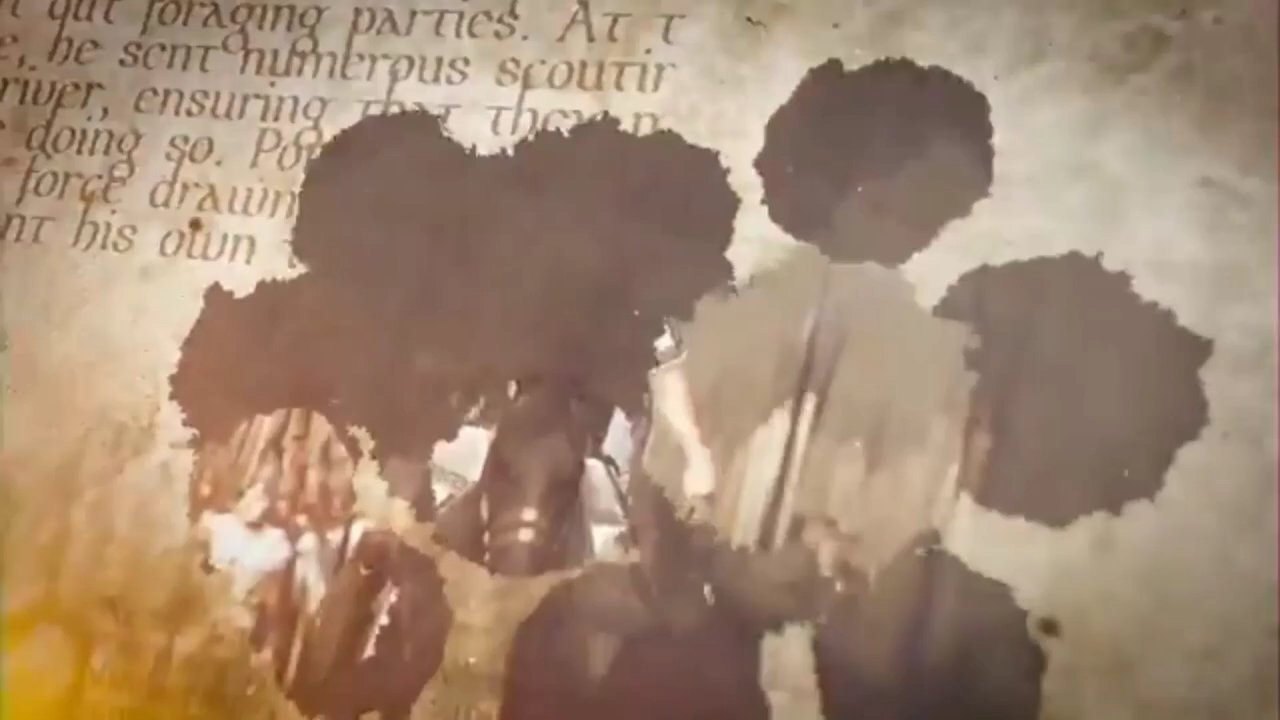 out foraging parties. At t
e, he sent numerous scoutin
river, ensuring that they n
doing so. Po
force drawn
nt his own